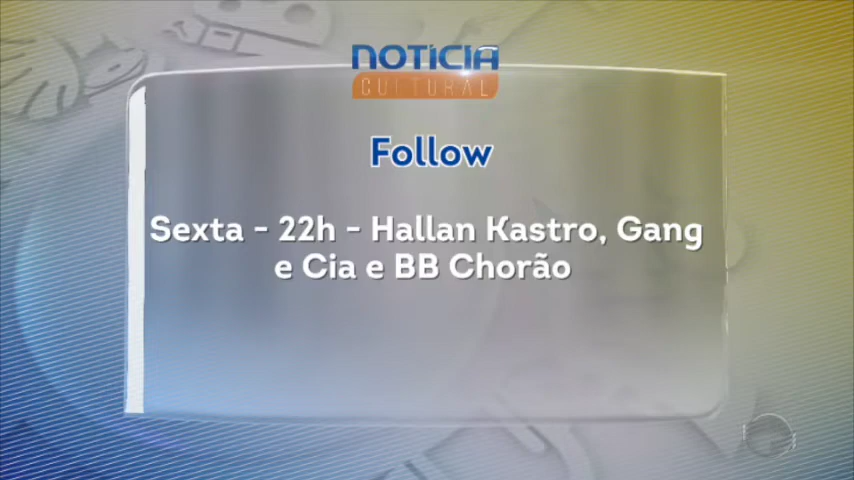 NOTÍCIA
CULTURAL
Follow
Sexta - 22h - Hallan Kastro, Gang
e Cia e BB Chorão